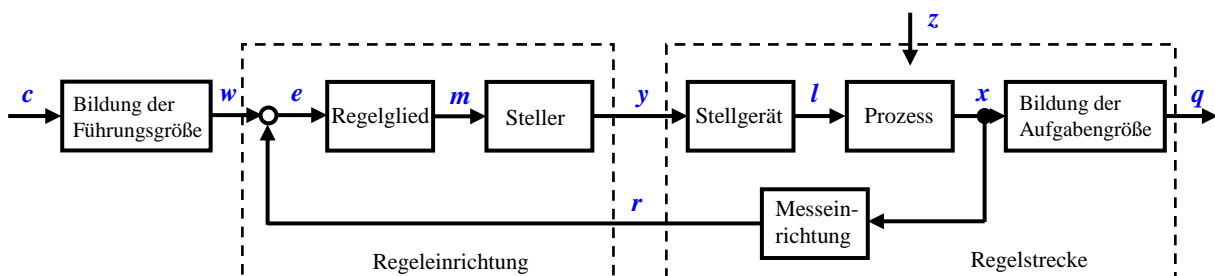 z
c
Bildung der
Führungsgröße
w
e
Regelglied
m
Steller
y
Stellgerät
l
Prozess
x
Bildung der
Aufgabengröße
q
r
Messein-
richtung
Regeleinrichtung
Regelstrecke